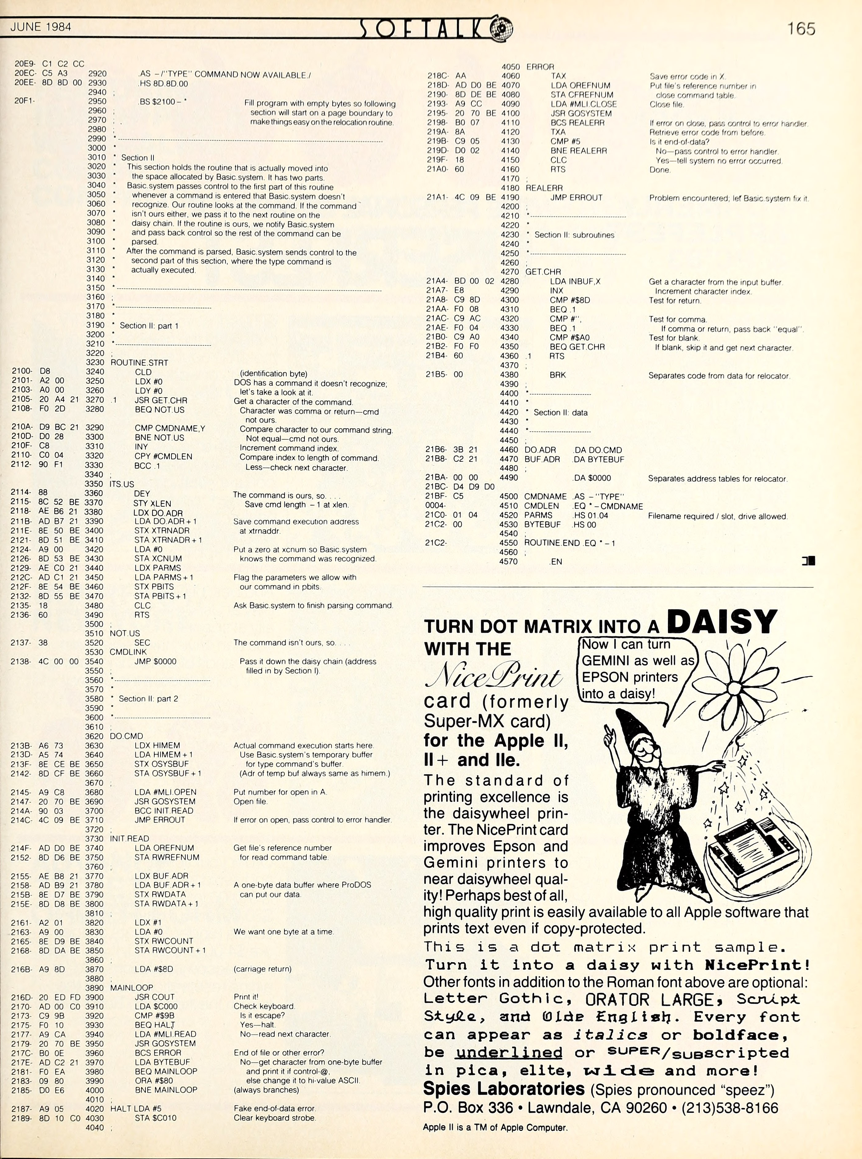 JUNE 1984
SOFTALK
165
20E9- C1 C2 CC
20EC- C5 A3 2920 .AS -/"TYPE" COMMAND NOW AVAILABLE./
20EE- 8D 8D 00 2930 .HS 8D.8D.00
2940 ;
20F1- 2950 .BS $2100-* Fill program with empty bytes so following
2960 ; section will start on a page boundary to
2970 ; . make things easy on the relocation routine.
2980 ;
2990 *--------------------
3000 *
3010 * Section II
3020 * This section holds the routine that is actually moved into
3030 * the space allocated by Basic.system. It has two parts.
3040 * Basic.system passes control to the first part of this routine
3050 * whenever a command is entered that Basic.system doesn't
3060 * recognize. Our routine looks at the command. If the command
3070 * isn't ours either, we pass it to the next routine on the
3080 * daisy chain. If the routine is ours, we notify Basic.system
3090 * and pass back control so the rest of the command can be
3100 * parsed.
3110 * After the command is parsed, Basic.system sends control to the
3120 * second part of this section, where the type command is
3130 * actually executed.
3140 *
3150 *--------------------
3160 ;
3170 *--------------------
3180 *
3190 * Section II: part 1
3200 *
3210 *--------------------
3220 ;
3230 ROUTINE.STRT
2100- D8 3240 CLD (identification byte)
2101- A2 00 3250 LDX #0 DOS has a command it doesn't recognize;
2103- A0 00 3260 LDY #0 let's take a look at it.
2105- 20 A4 21 3270 .1 JSR GET.CHR Get a character of the command.
2108- F0 2D 3280 BEQ NOT.US Character was comma or return—cmd
not ours.
210A- D9 BC 21 3290 CMP CMDNAME,Y Compare character to our command string.
210D- D0 28 3300 BNE NOT.US Not equal—cmd not ours.
210F- C8 3310 INY Increment command index.
2110- C0 04 3320 CPY #CMDLEN Compare index to length of command.
2112- 90 F1 3330 BCC .1 Less—check next character.
3340 ;
3350 ITS.US
2114- 88 3360 DEY The command is ours, so. . . .
2115- 8C 52 BE 3370 STY XLEN Save cmd length - 1 at xlen.
2118- AE B6 21 3380 LDX DO.ADR
211B- AD B7 21 3390 LDA DO.ADR+1 Save command execution address
211E- 8E 50 BE 3400 STX XTRNADR at xtrnaddr.
2121- 8D 51 BE 3410 STA XTRNADR+1
2124- A9 00 3420 LDA #0 Put a zero at xcnum so Basic.system
2126- 8D 53 BE 3430 STA XCNUM knows the command was recognized.
2129- AE C0 21 3440 LDX PARMS
212C- AD C1 21 3450 LDA PARMS+1 Flag the parameters we allow with
212F- 8E 54 BE 3460 STX PBITS our command in pbits.
2132- 8D 55 BE 3470 STA PBITS+1
2135- 18 3480 CLC Ask Basic.system to finish parsing command.
2136- 60 3490 RTS
3500 ;
3510 NOT.US
2137- 38 3520 SEC The command isn't ours, so. . . .
3530 CMDLINK
2138- 4C 00 00 3540 JMP $0000 Pass it down the daisy chain (address
3550 ; filled in by Section I).
3560 *--------------------
3570 *
3580 * Section II: part 2
3590 *
3600 *--------------------
3610 ;
3620 DO.CMD
213B- A6 73 3630 LDX HIMEM Actual command execution starts here.
213D- A5 74 3640 LDA HIMEM+1 Use Basic.system's temporary buffer
213F- 8E CE BE 3650 STX OSYSBUF for type command's buffer.
2142- 8D CF BE 3660 STA OSYSBUF+1 (Adr of temp but always same as himem.)
3670 ;
2145- A9 C8 3680 LDA #MLI.OPEN Put number for open in A.
2147- 20 70 BE 3690 JSR GOSYSTEM Open file.
214A- 90 03 3700 BCC INIT.READ
214C- 4C 09 BE 3710 JMP ERROUT If error on open, pass control to error handler.
3720 ;
3730 INIT.READ
214F- AD D0 BE 3740 LDA OREFNUM Get file's reference number
2152- 8D D6 BE 3750 STA RWREFNUM for read command table.
3760 ;
2155- AE B8 21 3770 LDX BUF.ADR
2158- AD B9 21 3780 LDA BUF.ADR+1 A one-byte data buffer where ProDOS
215B- 8E D7 BE 3790 STX RWDATA can put our data.
215E- 8D D8 BE 3800 STA RWDATA+1
3810 ;
2161- A2 01 3820 LDX #1
2163- A9 00 3830 LDA #0 We want one byte at a time.
2165- 8E D9 BE 3840 STX RWCOUNT
2168- 8D DA BE 3850 STA RWCOUNT+1
3860 ;
216B- A9 8D 3870 LDA #$8D (carriage return)
3880 ;
3890 MAINLOOP
216D- 20 ED FD 3900 JSR COUT Print it!
2170- AD 00 C0 3910 LDA $C000 Check keyboard.
2173- C9 9B 3920 CMP #$9B Is it escape?
2175- F0 10 3930 BEQ HALT Yes—halt.
2177- A9 CA 3940 LDA #MLI.READ No—read next character.
2179- 20 70 BE 3950 JSR GOSYSTEM
217C- B0 0E 3960 BCS ERROR End of file or other error?
217E- AD C2 21 3970 LDA BYTEBUF No—get character from one-byte buffer
2181- F0 EA 3980 BEQ MAINLOOP and print it if control-@,
2183- 09 80 3990 ORA #$80 else change it to hi-value ASCII.
2185- D0 E6 4000 BNE MAINLOOP (always branches)
4010 ;
2187- A9 05 4020 HALT LDA #5 Fake end-of-data error.
2189- 8D 10 C0 4030 STA $C010 Clear keyboard strobe.
4040 ;
4050 ERROR
218C- AA 4060 TAX Save error code in X.
218D- AD D0 BE 4070 LDA OREFNUM Put file's reference number in
2190- 8D DE BE 4080 STA CFREFNUM close command table.
2193- A9 CC 4090 LDA #MLI.CLOSE Close file.
2195- 20 70 BE 4100 JSR GOSYSTEM
2198- B0 07 4110 BCS REALERR If error on close, pass control to error handler.
219A- 8A 4120 TXA Retrieve error code from before.
219B- C9 05 4130 CMP #5 Is it end-of-data?
219D- D0 02 4140 BNE REALERR No—pass control to error handler.
219F- 18 4150 CLC Yes—tell system no error occurred.
21A0- 60 4160 RTS Done.
4170 ;
4180 REALERR
21A1- 4C 09 BE 4190 JMP ERROUT Problem encountered; let Basic.system fix it.
4200 ;
4210 *--------------------
4220 *
4230 * Section II: subroutines
4240 *
4250 *--------------------
4260 ;
4270 GET.CHR
21A4- BD 00 02 4280 LDA INBUF,X Get a character from the input buffer.
21A7- E8 4290 INX Increment character index.
21A8- C9 8D 4300 CMP #$8D Test for return.
21AA- F0 08 4310 BEQ .1
21AC- C9 AC 4320 CMP #", Test for comma.
21AE- F0 04 4330 BEQ .1 If comma or return, pass back "equal".
21B0- C9 A0 4340 CMP #$A0 Test for blank.
21B2- F0 F0 4350 BEQ GET.CHR If blank, skip it and get next character.
21B4- 60 4360 .1 RTS
4370 ;
21B5- 00 4380 BRK Separates code from data for relocator.
4390 ;
4400 *--------------------
4410 *
4420 * Section II: data
4430 *
4440 *--------------------
4450 ;
21B6- 3B 21 4460 DO.ADR .DA DO.CMD
21B8- C2 21 4470 BUF.ADR .DA BYTEBUF
4480 ;
21BA- 00 00 4490 .DA $0000 Separates address tables for relocator.
21BC- D4 D9 D0
21BF- C5 4500 CMDNAME .AS -"TYPE"
0004- 4510 CMDLEN .EQ *-CMDNAME
21C0- 01 04 4520 PARMS .HS 01.04 Filename required / slot, drive allowed.
21C2- 00 4530 BYTEBUF .HS 00
4540 ;
21C2- 4550 ROUTINE.END .EQ *-1
4560 ;
4570 .EN
TURN DOT MATRIX INTO A DAISY
WITH THE
NicePrint
card (formerly
Super-MX card)
for the Apple II,
II+ and IIe.
Now I can turn
GEMINI as well as
EPSON printers
into a daisy!
The standard of
printing excellence is
the daisywheel prin-
ter. The NicePrint card
improves Epson and
Gemini printers to
near daisywheel qual-
ity! Perhaps best of all,
high quality print is easily available to all Apple software that
prints text even if copy-protected.
This is a dot matrix print sample.
Turn it into a daisy with NicePrint!
Other fonts in addition to the Roman font above are optional:
Letter Gothic, ORATOR LARGE, Script
Style, and Olde English. Every font
can appear as italics or boldface,
be underlined or SUPER/SUBscripted
in pica, elite, wide and more!
Spies Laboratories (Spies pronounced "speez")
P.O. Box 336 • Lawndale, CA 90260 • (213)538-8166
Apple II is a TM of Apple Computer.